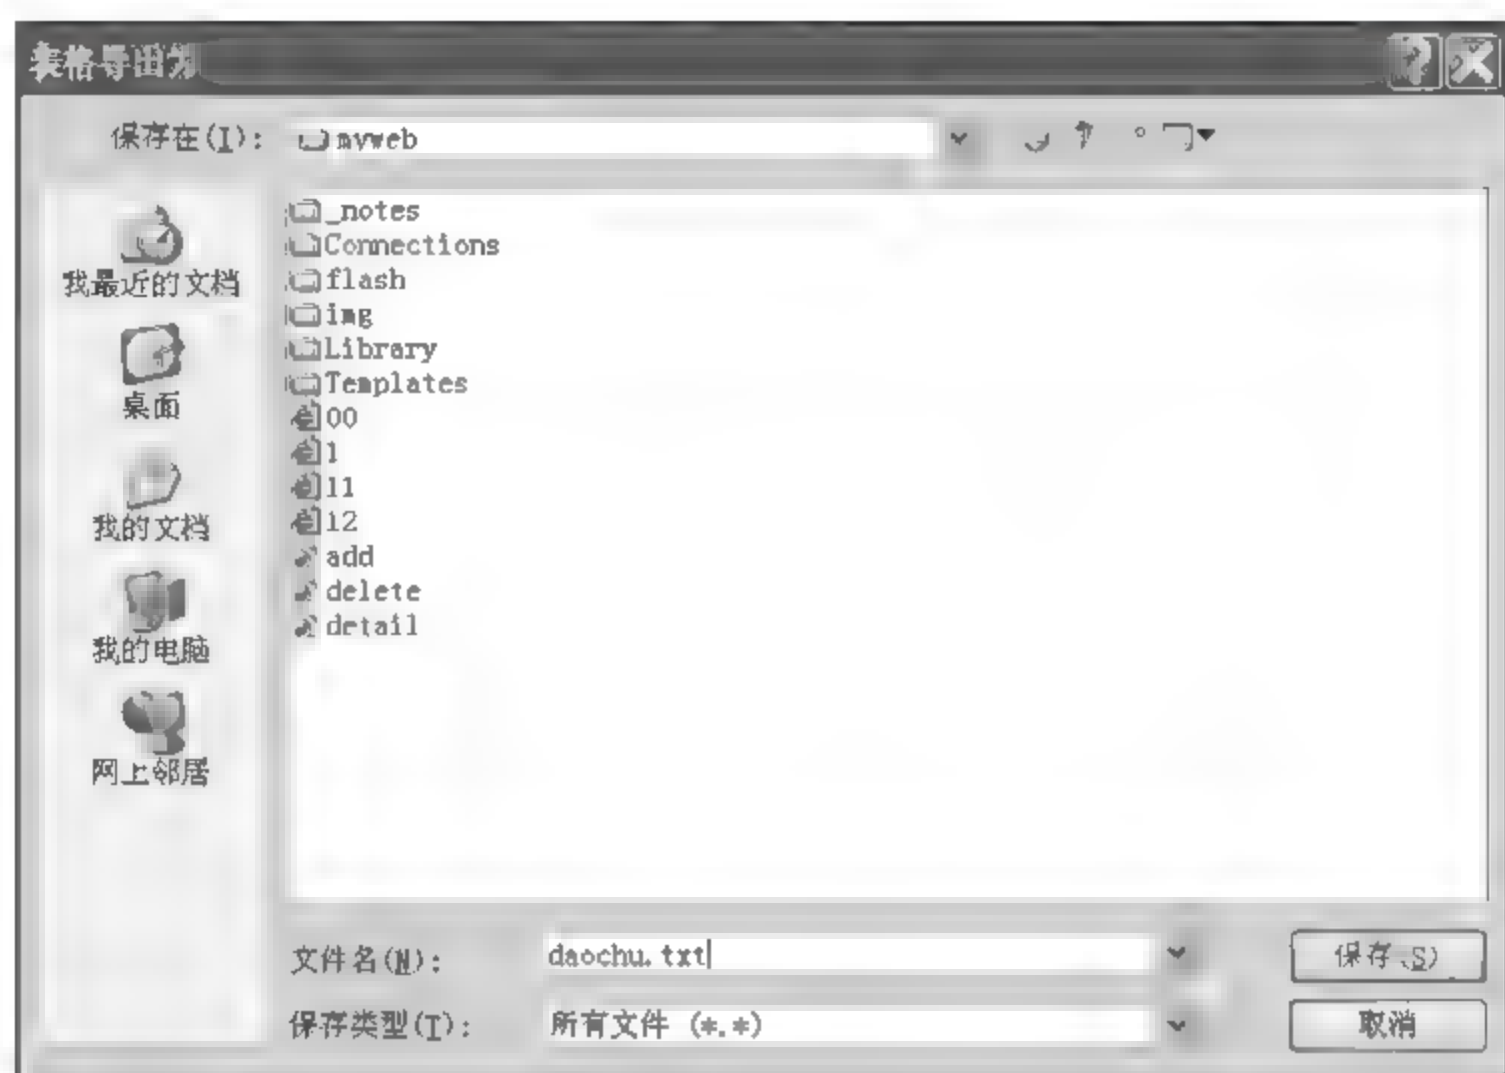 表格导出为
保存在(I): myweb
我最近的文档
桌面
我的文档
我的电脑
网上邻居
_notes
Connections
flash
img
Library
Templates
00
1
11
12
add
delete
detail
文件名(N): daochu.txt
保存(S)
保存类型(T): 所有文件 (*.*)
取消